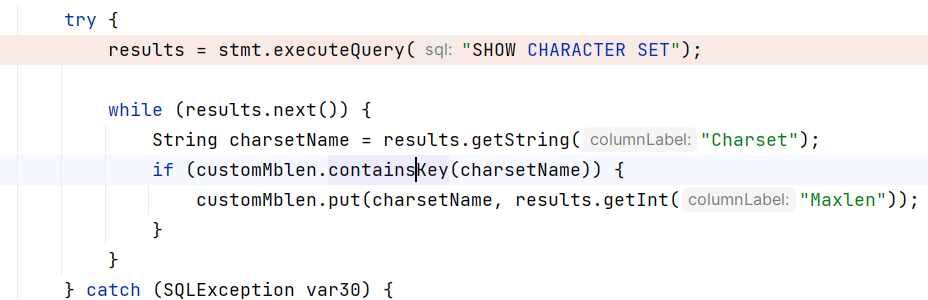 try {
results = stmt.executeQuery( sql: "SHOW CHARACTER SET");
while (results.next()) {
String charsetName = results.getString( columnLabel: "Charset");
if (customMblen.containsKey(charsetName)) {
customMblen.put(charsetName, results.getInt( columnLabel: "Maxlen"));
}
}
} catch (SQLException var30) {